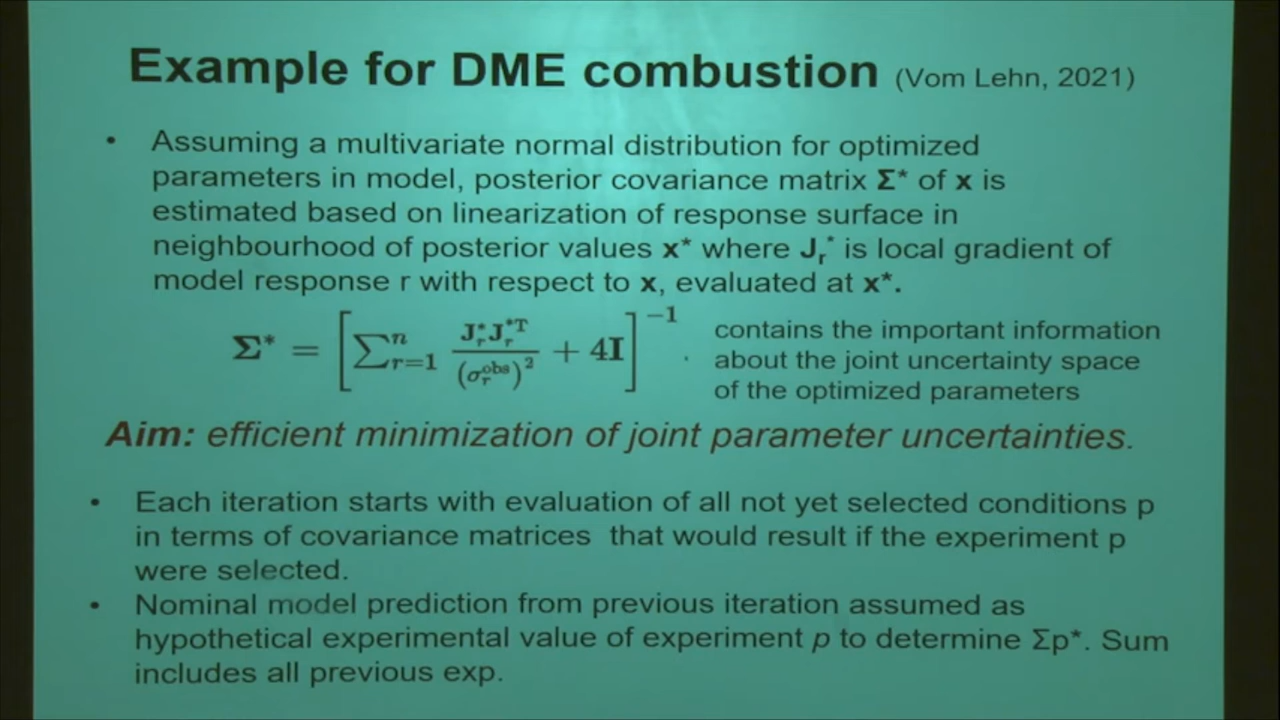 Example for DME combustion (Vom Lehn, 2021)
• Assuming a multivariate normal distribution for optimized
parameters in model, posterior covariance matrix Σ* of x is
estimated based on linearization of response surface in
neighbourhood of posterior values x* where Jᵣ* is local gradient of
model response r with respect to x, evaluated at x*.
Σ* = [∑ⁿᵣ₌₁ Jᵣ*Jᵣ*ᵀ / (σᵣᵒᵇˢ)² + 4I]⁻¹.
contains the important information
about the joint uncertainty space
of the optimized parameters
Aim: efficient minimization of joint parameter uncertainties.
• Each iteration starts with evaluation of all not yet selected conditions p
in terms of covariance matrices that would result if the experiment p
were selected.
• Nominal model prediction from previous iteration assumed as
hypothetical experimental value of experiment p to determine Σp*. Sum
includes all previous exp.